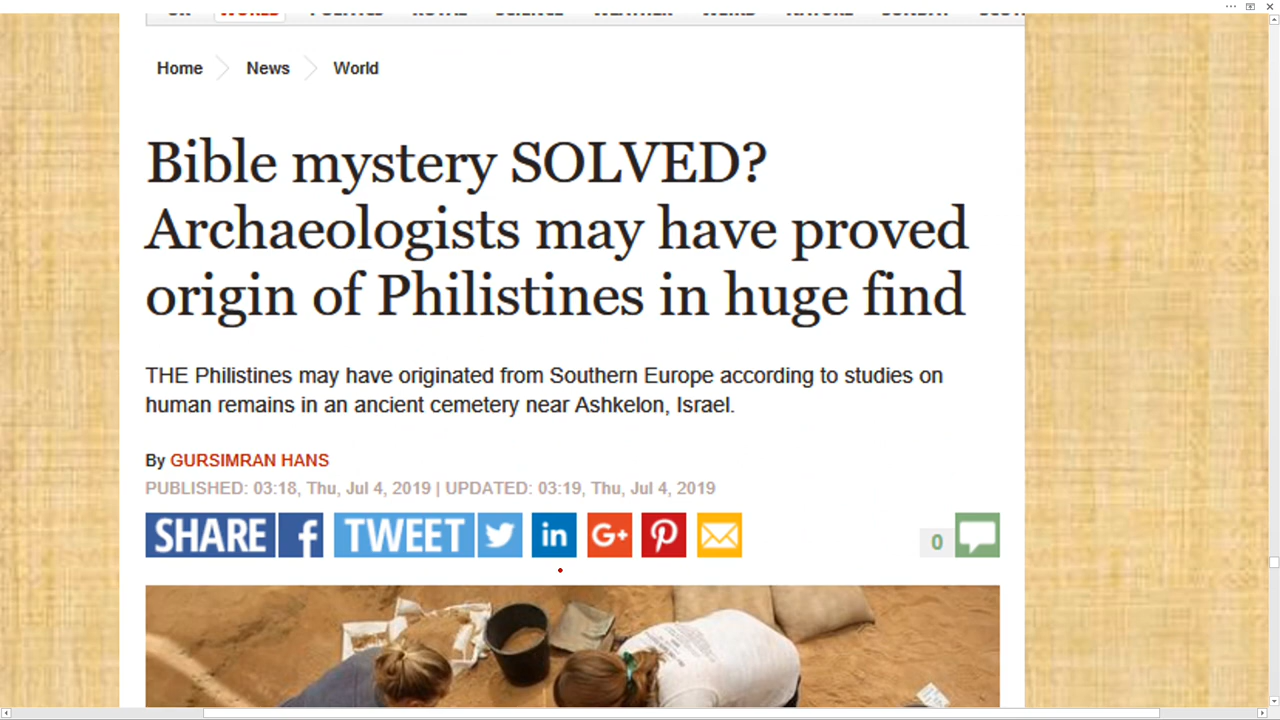 Home News World
Bible mystery SOLVED?
Archaeologists may have proved
origin of Philistines in huge find
THE Philistines may have originated from Southern Europe according to studies on
human remains in an ancient cemetery near Ashkelon, Israel.
By GURSIMRAN HANS
PUBLISHED: 03:18, Thu, Jul 4, 2019 | UPDATED: 03:19, Thu, Jul 4, 2019
SHARE f TWEET in G+ 0